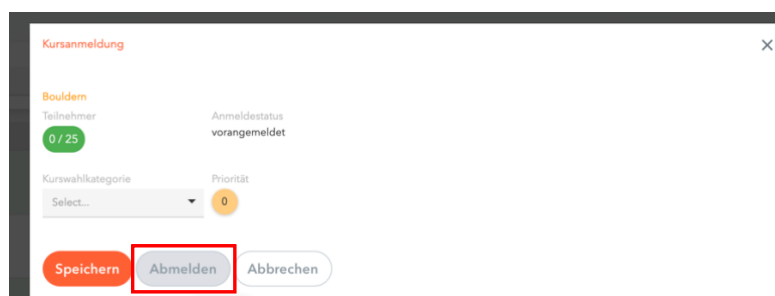 Kursanmeldung
Bouldern
Teilnehmer Anmeldestatus
0 / 25 vorangemeldet
Kurswahlkategorie Priorität
Select... 0
Speichern Abmelden Abbrechen